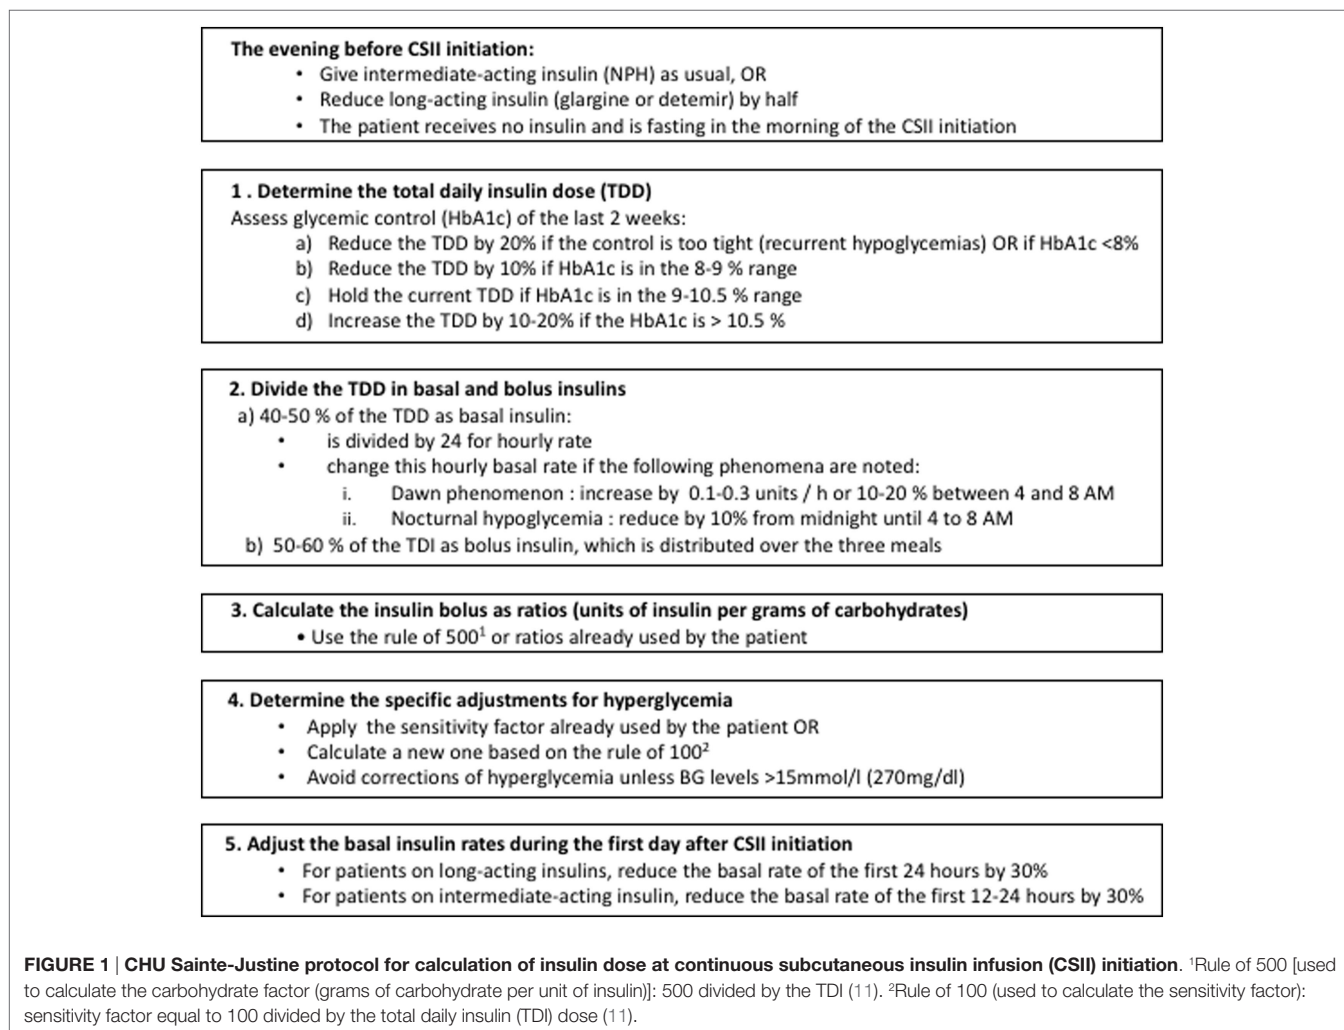 The evening before CSII initiation:
• Give intermediate-acting insulin (NPH) as usual, OR
• Reduce long-acting insulin (glargine or detemir) by half
• The patient receives no insulin and is fasting in the morning of the CSII initiation
1 . Determine the total daily insulin dose (TDD)
Assess glycemic control (HbA1c) of the last 2 weeks:
a) Reduce the TDD by 20% if the control is too tight (recurrent hypoglycemias) OR if HbA1c <8%
b) Reduce the TDD by 10% if HbA1c is in the 8-9 % range
c) Hold the current TDD if HbA1c is in the 9-10.5 % range
d) Increase the TDD by 10-20% if the HbA1c is > 10.5 %
2. Divide the TDD in basal and bolus insulins
a) 40-50 % of the TDD as basal insulin:
• is divided by 24 for hourly rate
• change this hourly basal rate if the following phenomena are noted:
i. Dawn phenomenon : increase by 0.1-0.3 units / h or 10-20 % between 4 and 8 AM
ii. Nocturnal hypoglycemia : reduce by 10% from midnight until 4 to 8 AM
b) 50-60 % of the TDI as bolus insulin, which is distributed over the three meals
3. Calculate the insulin bolus as ratios (units of insulin per grams of carbohydrates)
• Use the rule of 500¹ or ratios already used by the patient
4. Determine the specific adjustments for hyperglycemia
• Apply the sensitivity factor already used by the patient OR
• Calculate a new one based on the rule of 100²
• Avoid corrections of hyperglycemia unless BG levels >15mmol/l (270mg/dl)
5. Adjust the basal insulin rates during the first day after CSII initiation
• For patients on long-acting insulins, reduce the basal rate of the first 24 hours by 30%
• For patients on intermediate-acting insulin, reduce the basal rate of the first 12-24 hours by 30%
FIGURE 1 | CHU Sainte-Justine protocol for calculation of insulin dose at continuous subcutaneous insulin infusion (CSII) initiation. ¹Rule of 500 [used
to calculate the carbohydrate factor (grams of carbohydrate per unit of insulin)]: 500 divided by the TDI (11). ²Rule of 100 (used to calculate the sensitivity factor):
sensitivity factor equal to 100 divided by the total daily insulin (TDI) dose (11).